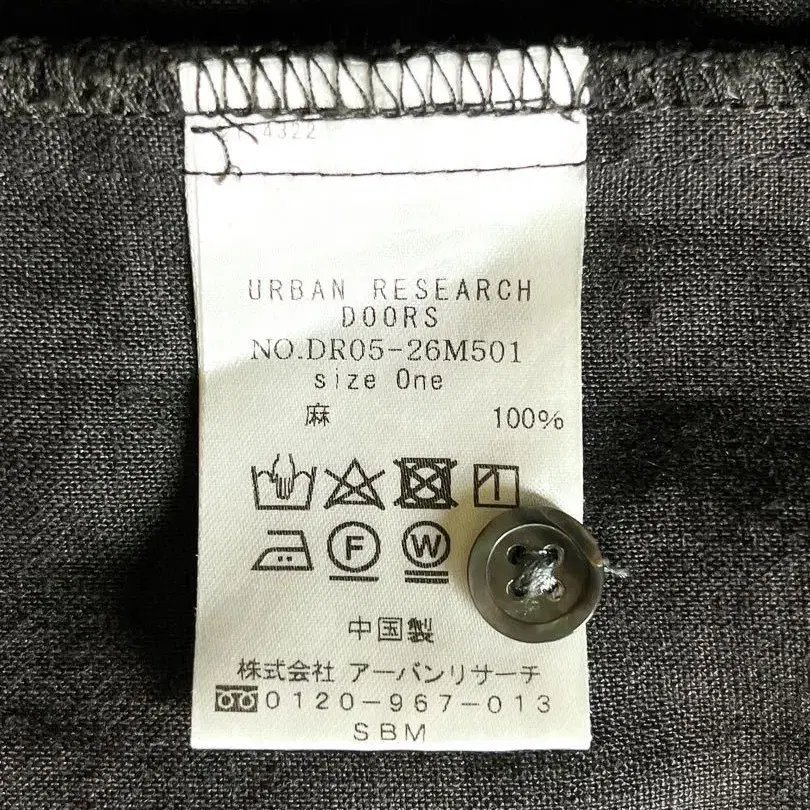 4322
URBAN RESEARCH
DOORS
NO.DR05-26M501
size One
麻 100%
F W
中国製
株式会社 アーバンリサーチ
0120-967-013
SBM